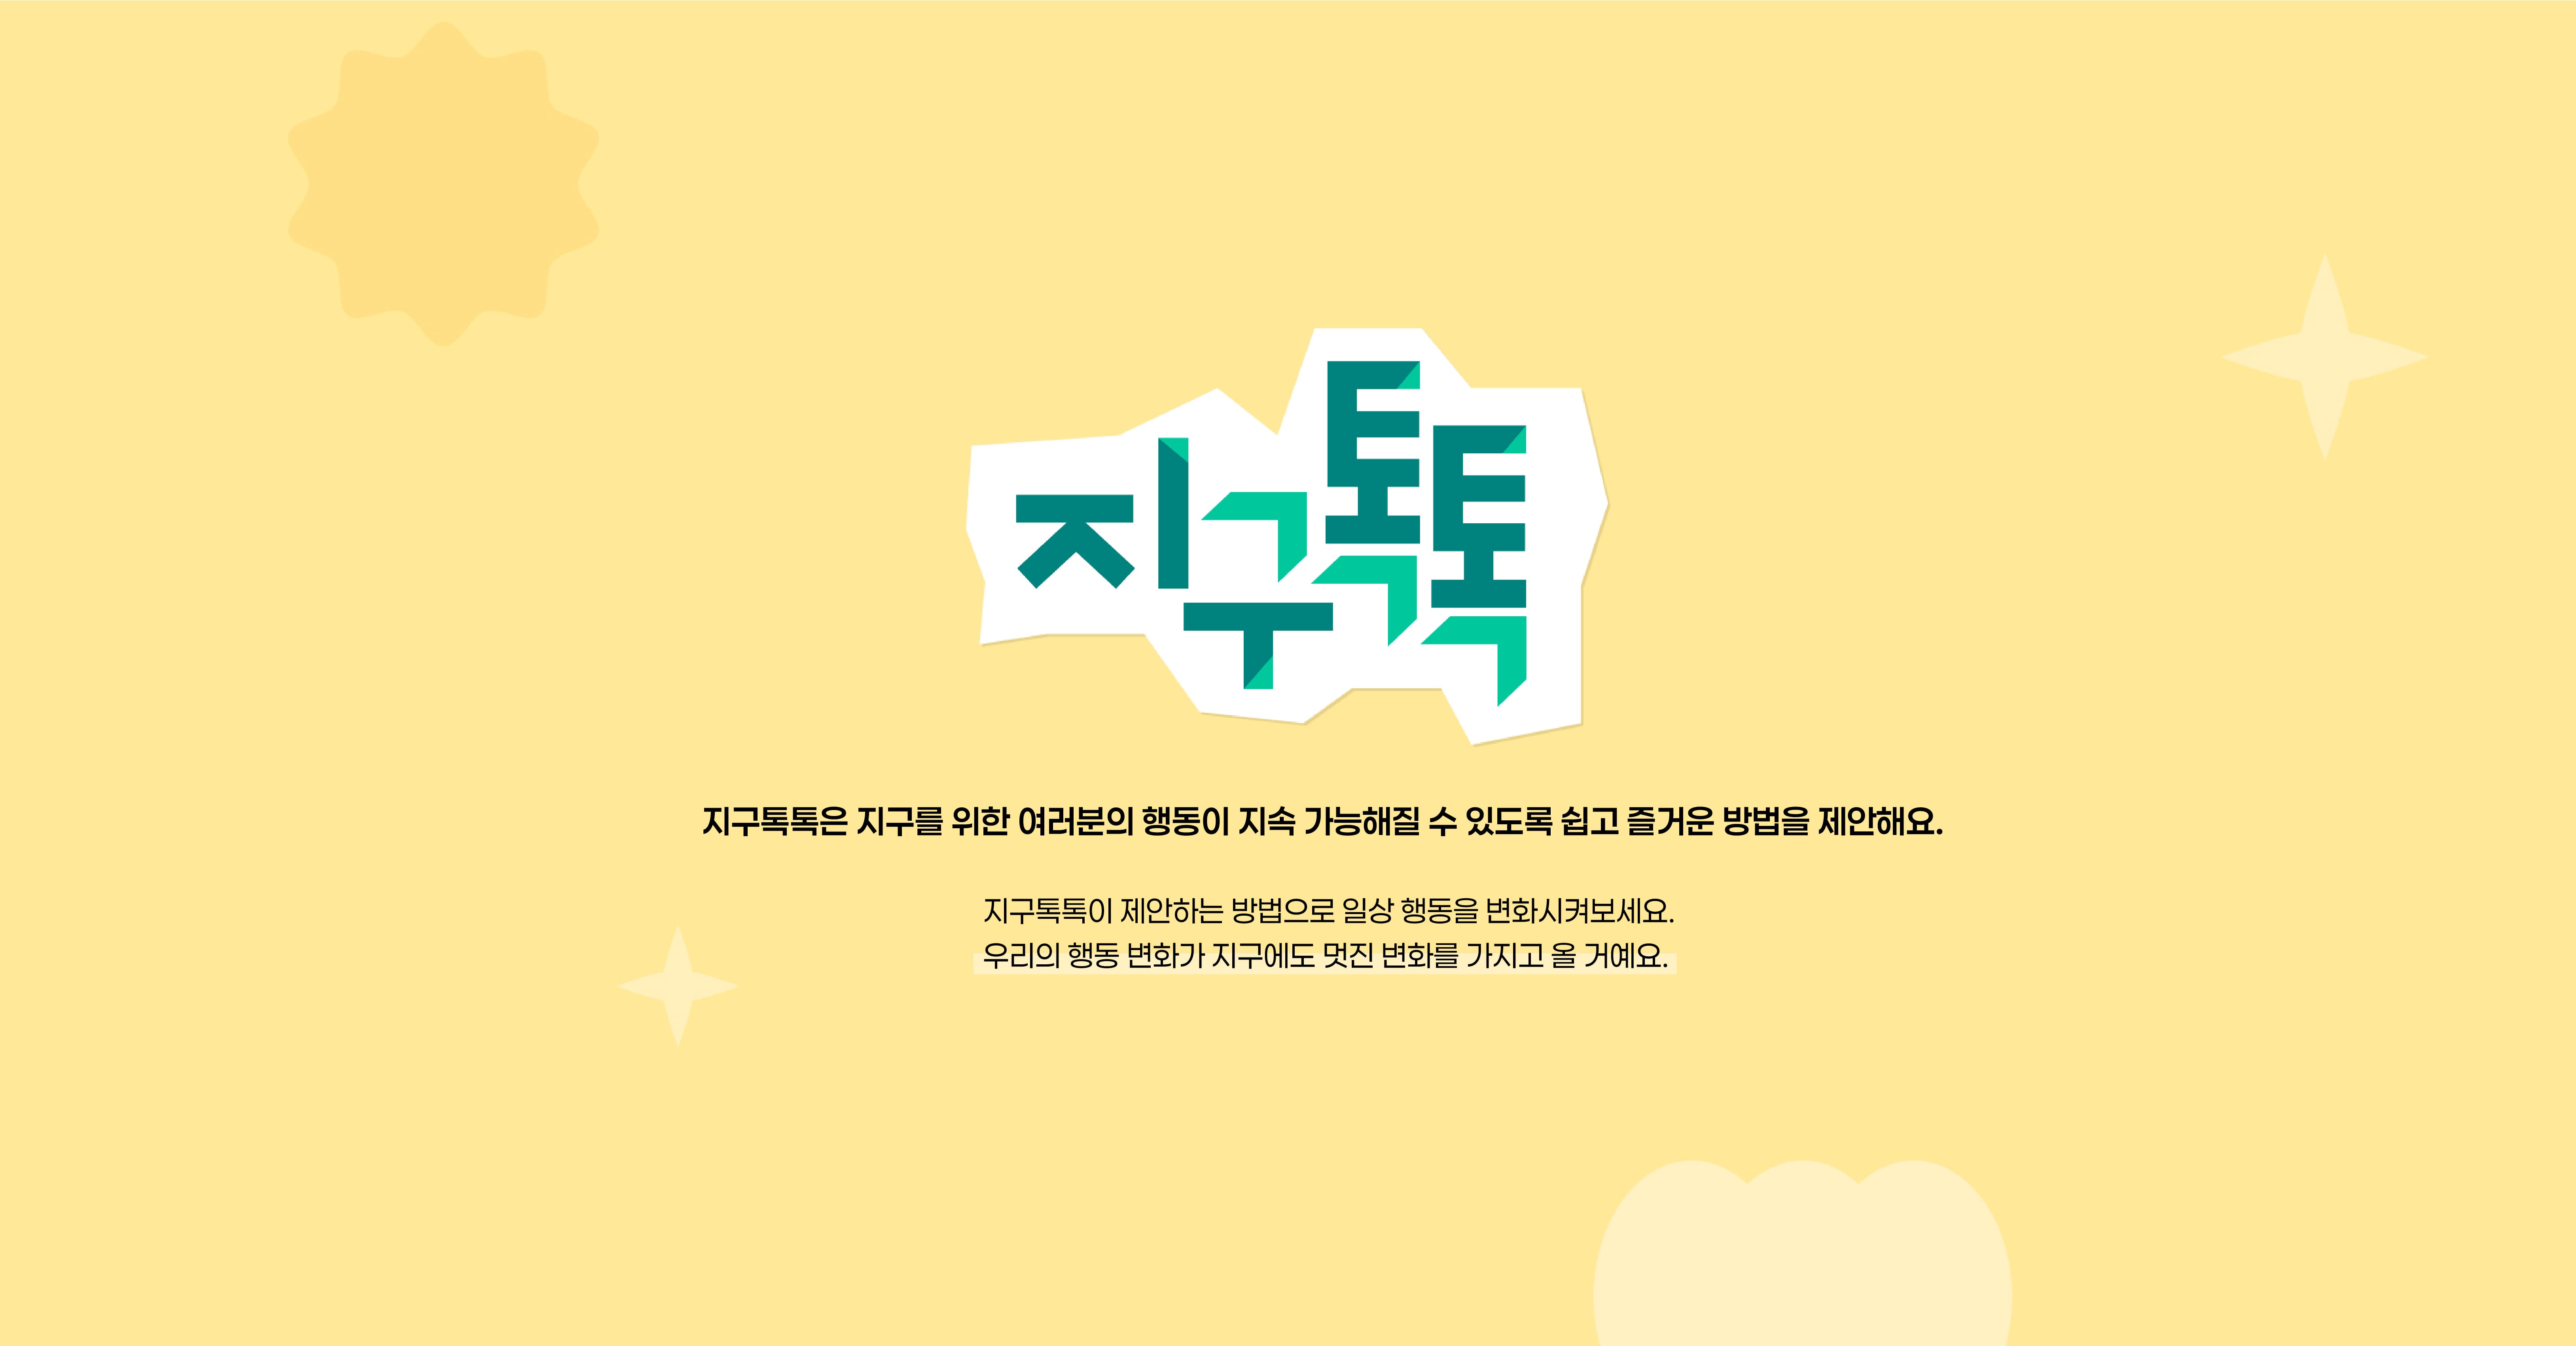 지구톡톡
지구톡톡은 지구를 위한 여러분의 행동이 지속 가능해질 수 있도록 쉽고 즐거운 방법을 제안해요.
지구톡톡이 제안하는 방법으로 일상 행동을 변화시켜보세요.
우리의 행동 변화가 지구에도 멋진 변화를 가지고 올 거예요.